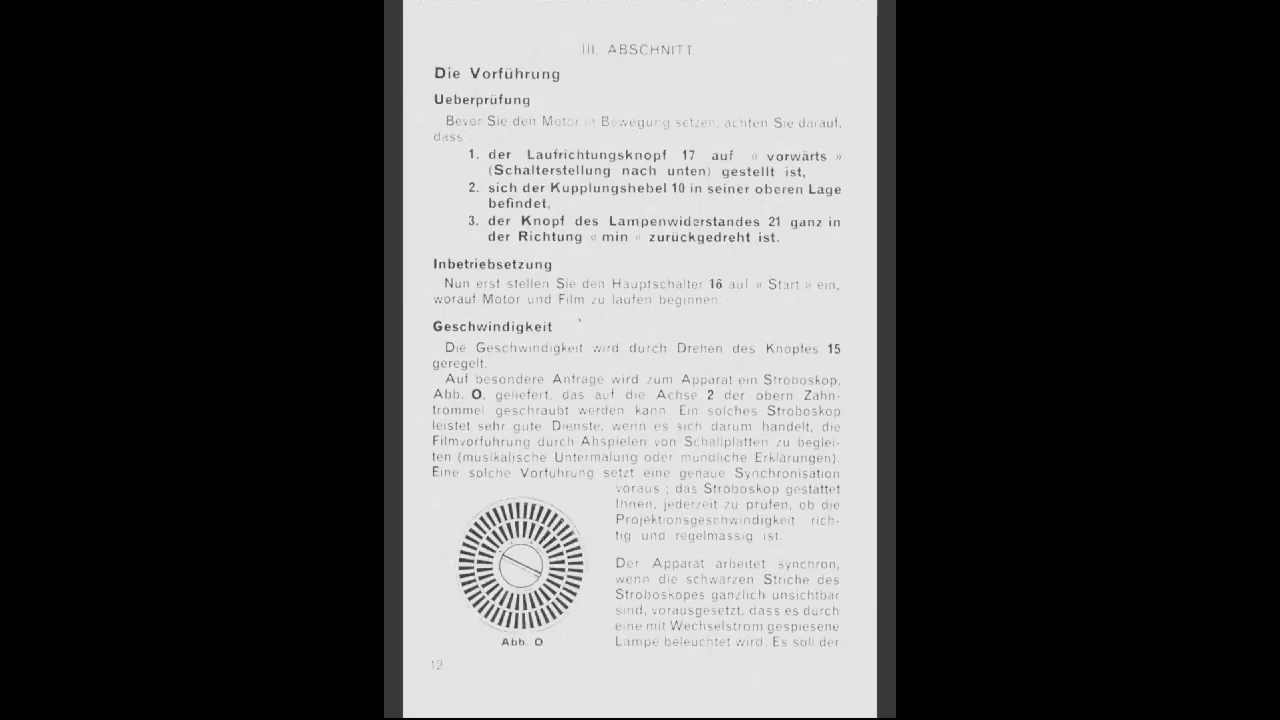 III. ABSCHNITT
Die Vorführung
Ueberprüfung
Bevor Sie den Motor in Bewegung setzen, achten Sie darauf,
dass :
1. der Laufrichtungsknopf 17 auf « vorwärts »
(Schalterstellung nach unten) gestellt ist,
2. sich der Kupplungshebel 10 in seiner oberen Lage
befindet,
3. der Knopf des Lampenwiderstandes 21 ganz in
der Richtung « min » zurückgedreht ist.
Inbetriebsetzung
Nun erst stellen Sie den Hauptschalter 16 auf « Start » ein,
worauf Motor und Film zu laufen beginnen.
Geschwindigkeit
Die Geschwindigkeit wird durch Drehen des Knopfes 15
geregelt.
Auf besondere Anfrage wird zum Apparat ein Stroboskop,
Abb. O, geliefert, das auf die Achse 2 der obern Zahn-
trommel geschraubt werden kann. Ein solches Stroboskop
leistet sehr gute Dienste, wenn es sich darum handelt, die
Filmvorführung durch Abspielen von Schallplatten zu beglei-
ten (musikalische Untermalung oder mündliche Erklärungen).
Eine solche Vorführung setzt eine genaue Synchronisation
voraus ; das Stroboskop gestattet
Ihnen, jederzeit zu prüfen, ob die
Projektionsgeschwindigkeit rich-
tig und regelmässig ist.
Der Apparat arbeitet synchron,
wenn die schwarzen Striche des
Stroboskopes gänzlich unsichtbar
sind, vorausgesetzt, dass es durch
eine mit Wechselstrom gespiesene
Lampe beleuchtet wird. Es soll der
Abb. O
12